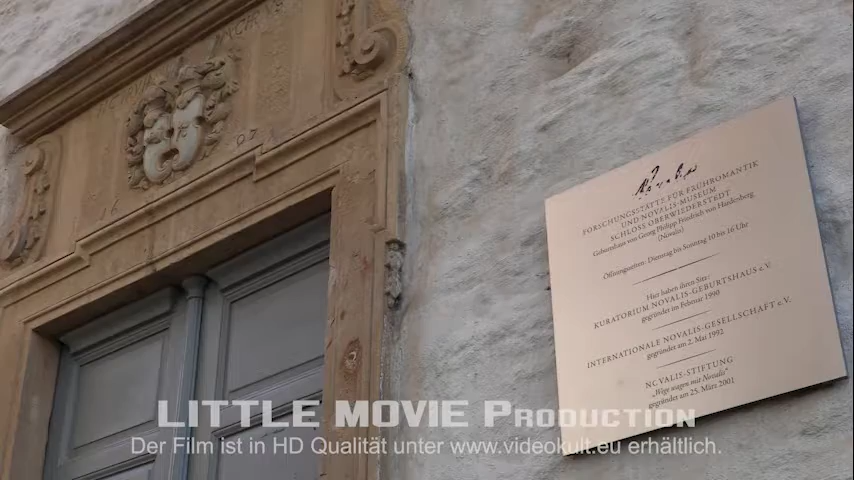 Novalis
FORSCHUNGSSTÄTTE FÜR FRÜHROMANTIK
UND NOVALIS-MUSEUM
SCHLOSS OBERWIEDERSTEDT
Geburtshaus von Georg Philipp Friedrich von Hardenberg
(Novalis)
Öffnungszeiten: Dienstag bis Sonntag 10 bis 16 Uhr
Hier haben ihren Sitz:
KURATORIUM NOVALIS-GEBURTSHAUS e.V.
gegründet im Februar 1990
INTERNATIONALE NOVALIS-GESELLSCHAFT e.V.
gegründet am 2. Mai 1992
NOVALIS-STIFTUNG
„Wege wagen mit Novalis“
gegründet am 25. März 2001
LITTLE MOVIE PRODUCTION
Der Film ist in HD Qualität unter www.videokult.eu erhältlich.